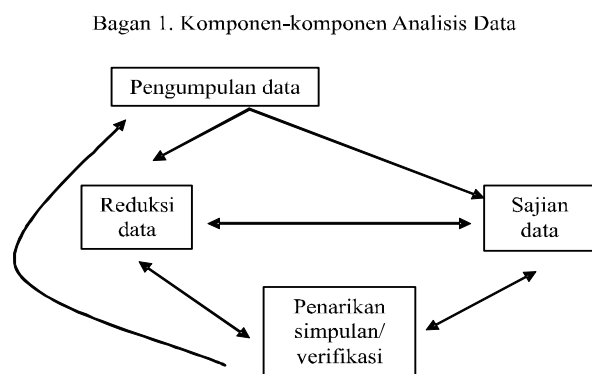 Bagan 1. Komponen-komponen Analisis Data
Pengumpulan data
Reduksi
data
Sajian
data
Penarikan
simpulan/
verifikasi